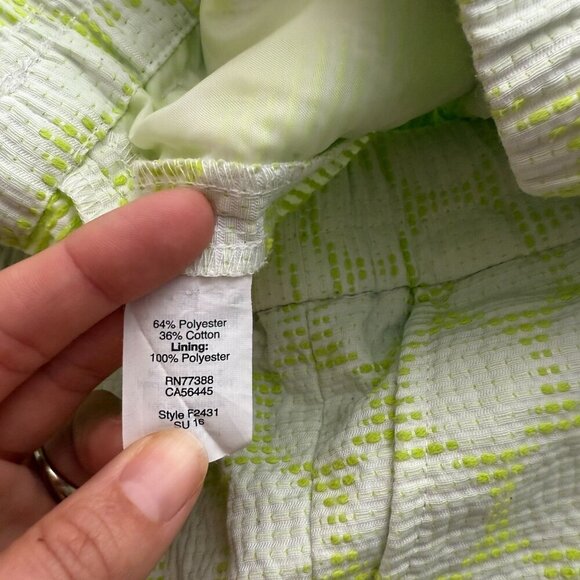 64% Polyester
36% Cotton
Lining:
100% Polyester
RN77388
CA56445
Style F2431
SU 16